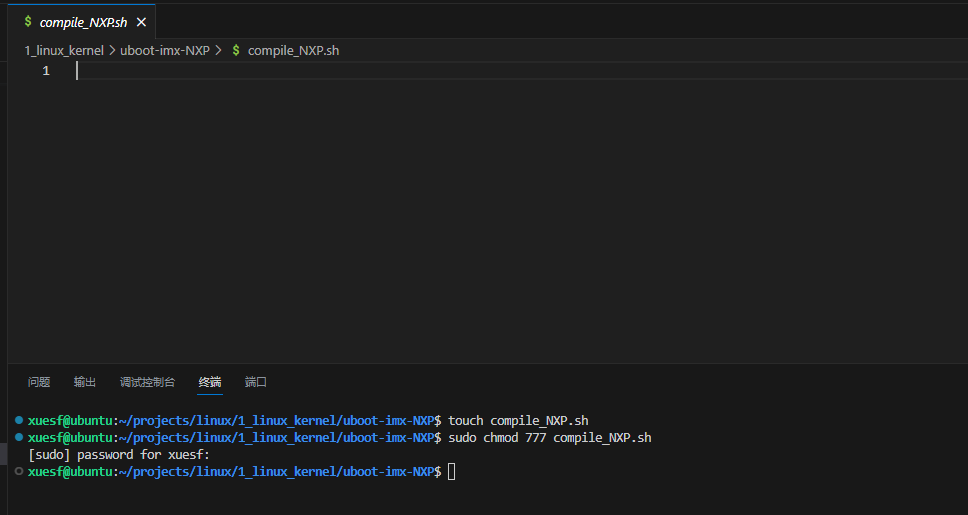 $ compile_NXP.sh ×
1_linux_kernel > uboot-imx-NXP > $ compile_NXP.sh
1
问题 输出 调试控制台 终端 端口
xuesf@ubuntu:~/projects/linux/1_linux_kernel/uboot-imx-NXP$ touch compile_NXP.sh
xuesf@ubuntu:~/projects/linux/1_linux_kernel/uboot-imx-NXP$ sudo chmod 777 compile_NXP.sh
[sudo] password for xuesf:
xuesf@ubuntu:~/projects/linux/1_linux_kernel/uboot-imx-NXP$